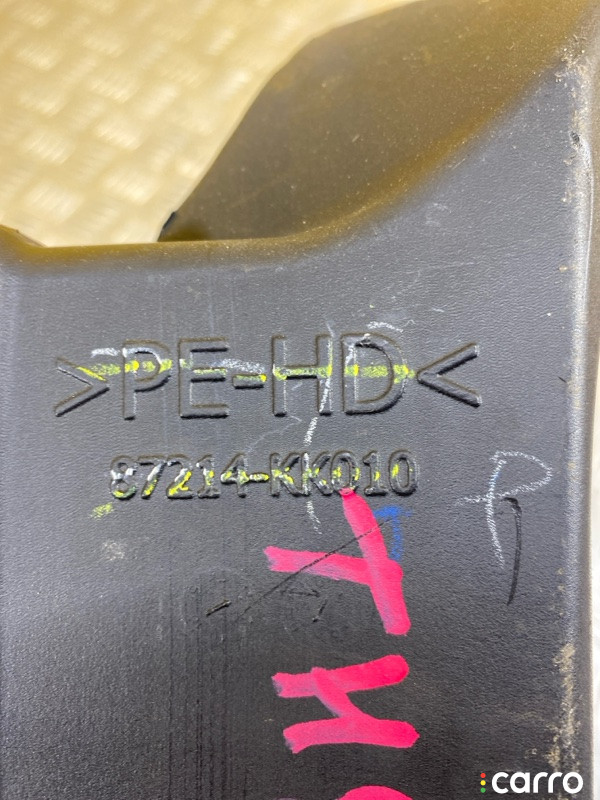 >PE-HD<
87214-KK010
P
carro